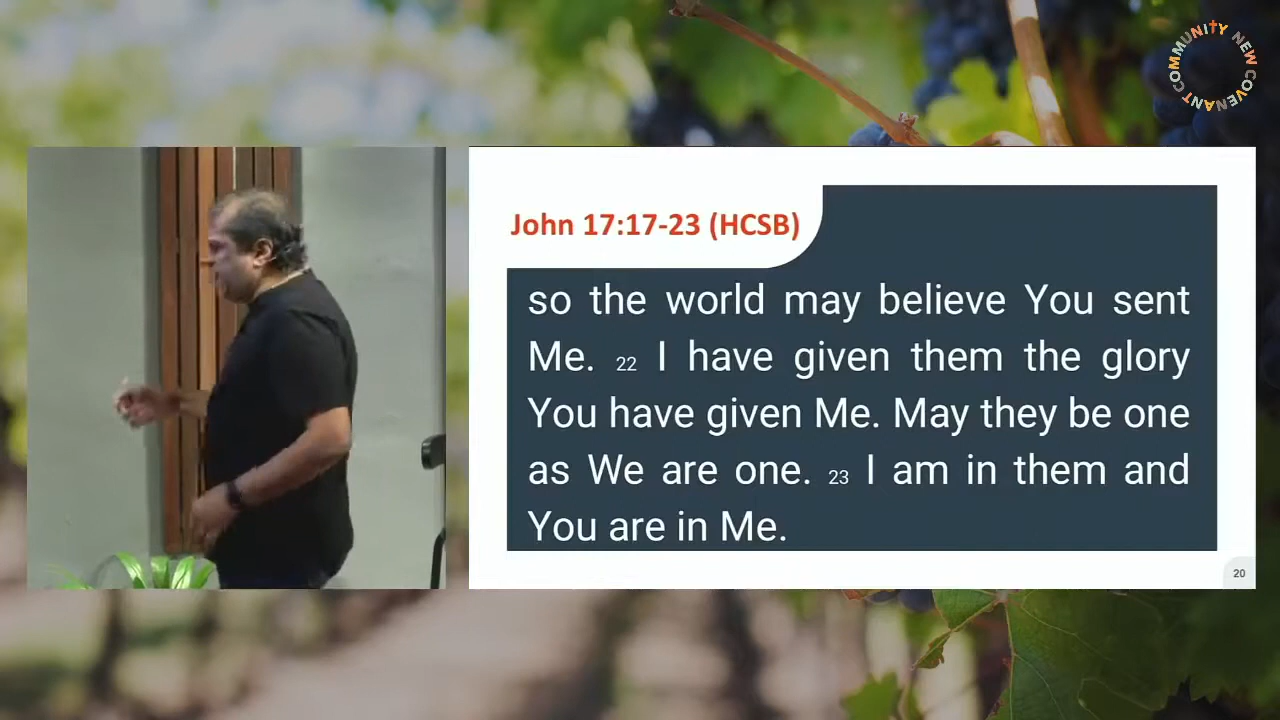 COMMUNITY NEW COVENANT
John 17:17-23 (HCSB)
so the world may believe You sent
Me. 22 I have given them the glory
You have given Me. May they be one
as We are one. 23 I am in them and
You are in Me.
20